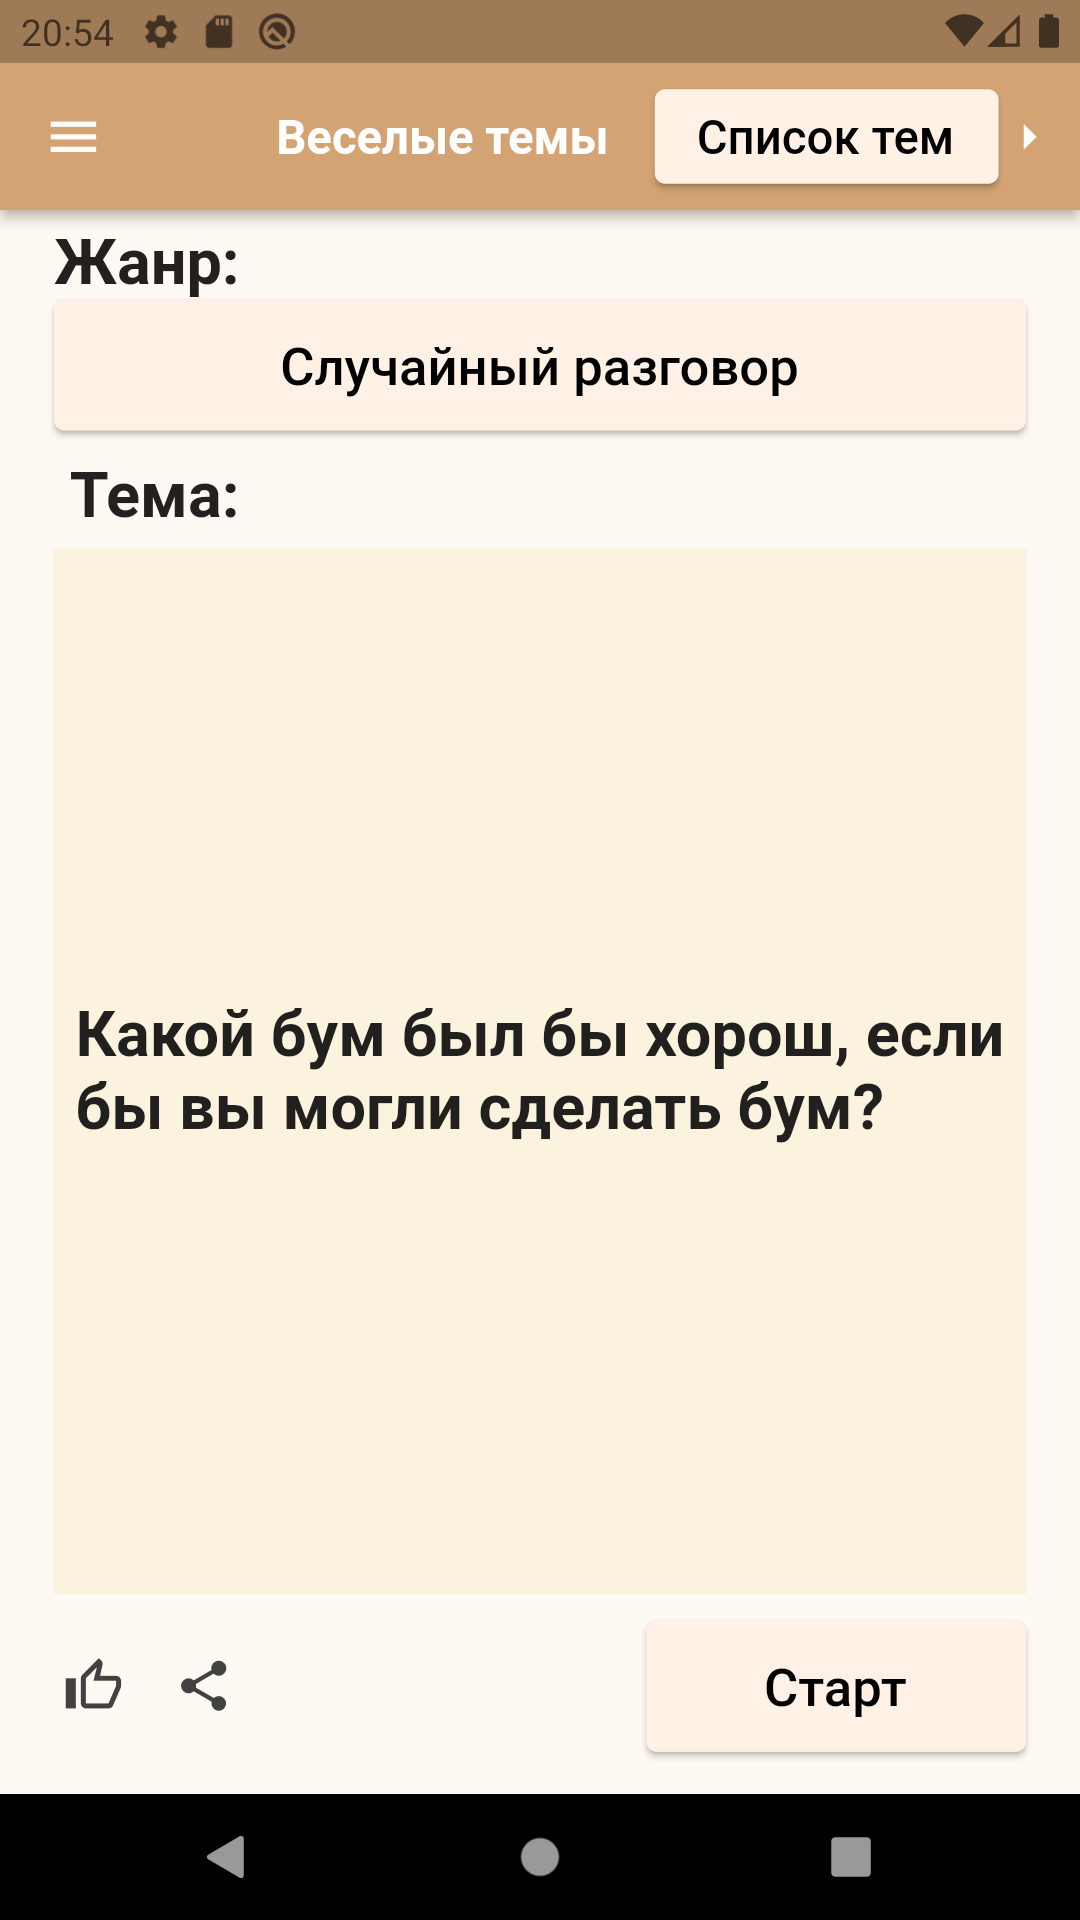 20:54
Веселые темы
Список тем
Жанр:
Случайный разговор
Тема:
Какой бум был бы хорош, если
бы вы могли сделать бум?
Старт